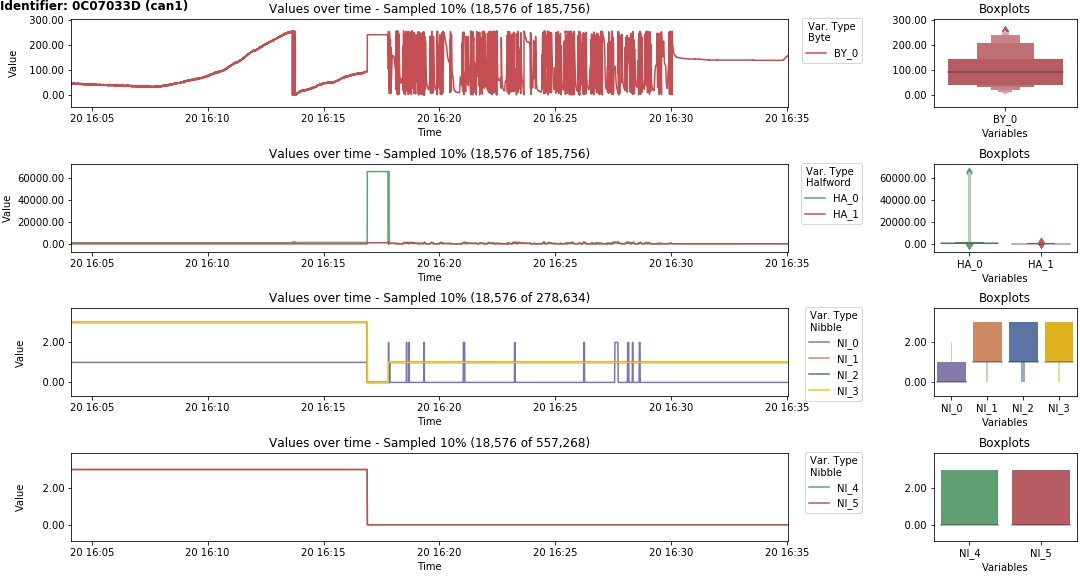 Identifier: 0C07033D (can1)
Values over time - Sampled 10% (18,576 of 185,756)
Boxplots
Value
300.00
200.00
100.00
0.00
20 16:05
20 16:10
20 16:15
20 16:20
20 16:25
20 16:30
20 16:35
Time
Var. Type
Byte
BY_0
300.00
200.00
100.00
0.00
BY_0
Variables
Values over time - Sampled 10% (18,576 of 185,756)
Boxplots
Value
60000.00
40000.00
20000.00
0.00
20 16:05
20 16:10
20 16:15
20 16:20
20 16:25
20 16:30
20 16:35
Time
Var. Type
Halfword
HA_0
HA_1
60000.00
40000.00
20000.00
0.00
HA_0
HA_1
Variables
Values over time - Sampled 10% (18,576 of 278,634)
Boxplots
Value
2.00
0.00
20 16:05
20 16:10
20 16:15
20 16:20
20 16:25
20 16:30
20 16:35
Time
Var. Type
Nibble
NI_0
NI_1
NI_2
NI_3
2.00
0.00
NI_0
NI_1
NI_2
NI_3
Variables
Values over time - Sampled 10% (18,576 of 557,268)
Boxplots
Value
2.00
0.00
20 16:05
20 16:10
20 16:15
20 16:20
20 16:25
20 16:30
20 16:35
Time
Var. Type
Nibble
NI_4
NI_5
2.00
0.00
NI_4
NI_5
Variables